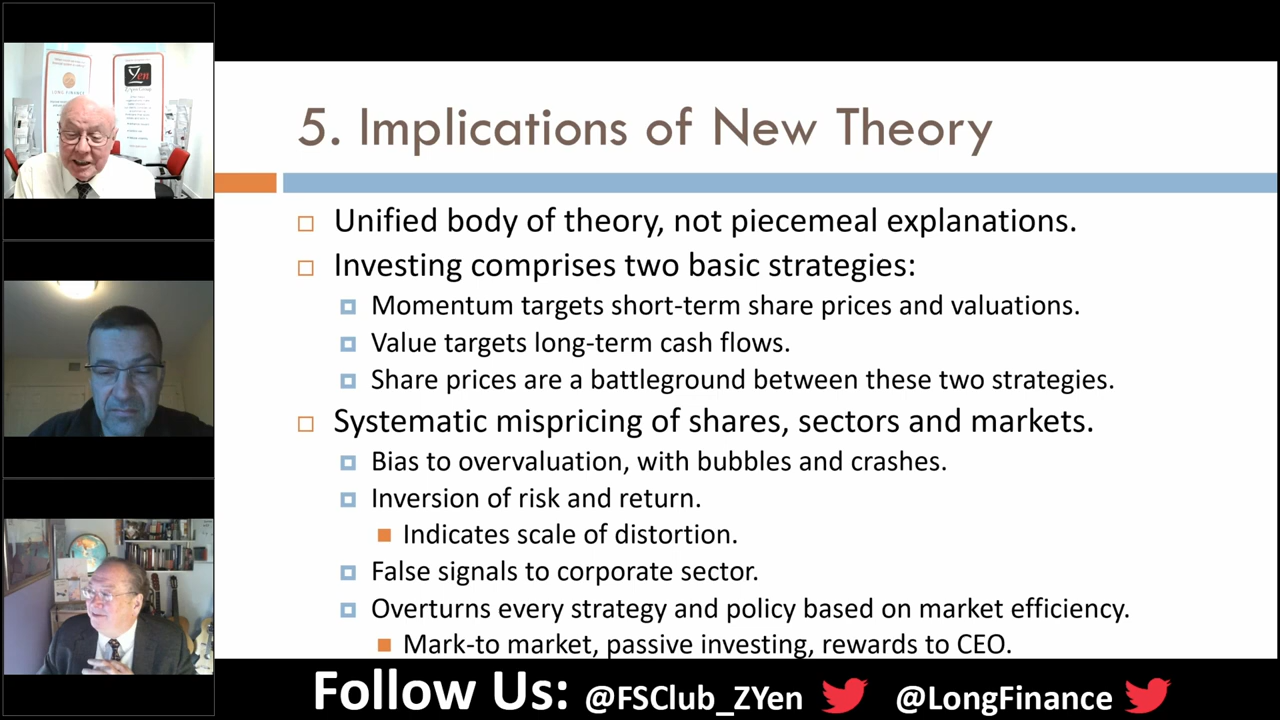 LONG FINANCE
Zen
5. Implications of New Theory
Unified body of theory, not piecemeal explanations.
Investing comprises two basic strategies:
Momentum targets short-term share prices and valuations.
Value targets long-term cash flows.
Share prices are a battleground between these two strategies.
Systematic mispricing of shares, sectors and markets.
Bias to overvaluation, with bubbles and crashes.
Inversion of risk and return.
Indicates scale of distortion.
False signals to corporate sector.
Overturns every strategy and policy based on market efficiency.
Mark-to market, passive investing, rewards to CEO.
Follow Us: @FSClub_ZYen @LongFinance